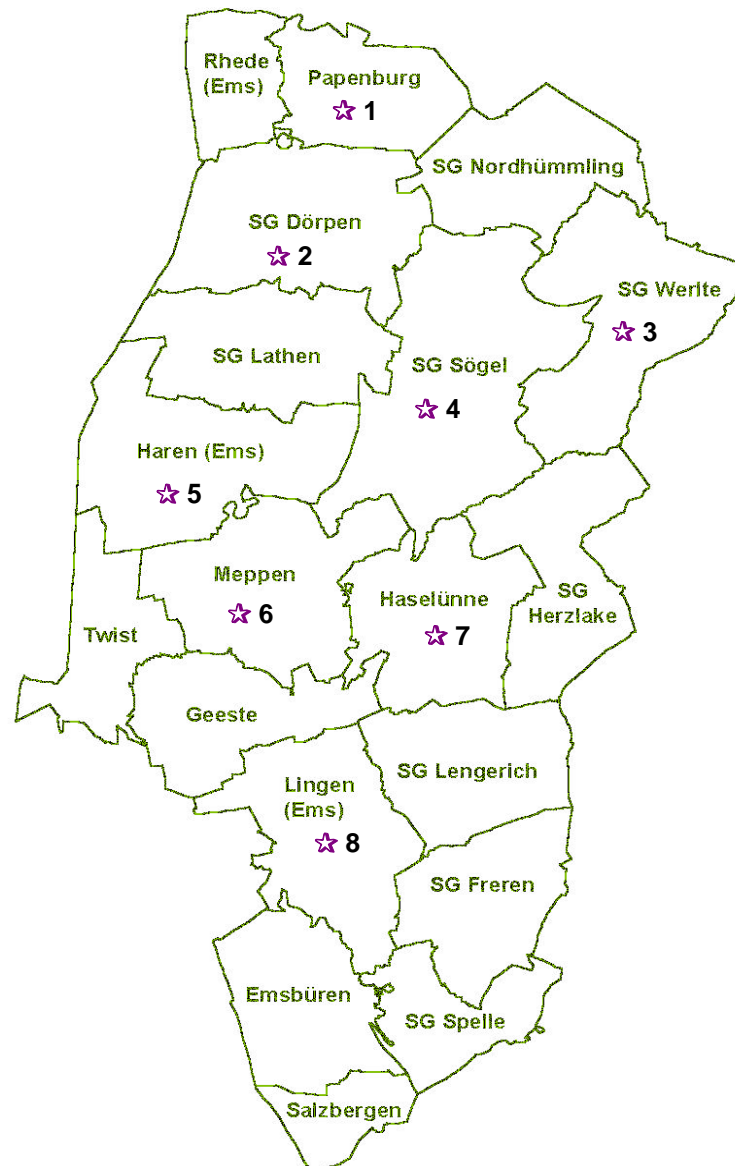 Rhede
(Ems)
Papenburg
1
SG Nordhümmling
SG Dörpen
2
SG Werlte
3
SG Lathen
SG Sögel
4
Haren (Ems)
5
Meppen
6
Haselünne
7
SG
Herzlake
Twist
Geeste
SG Lengerich
Lingen
(Ems)
8
SG Freren
Emsbüren
SG Spelle
Salzbergen